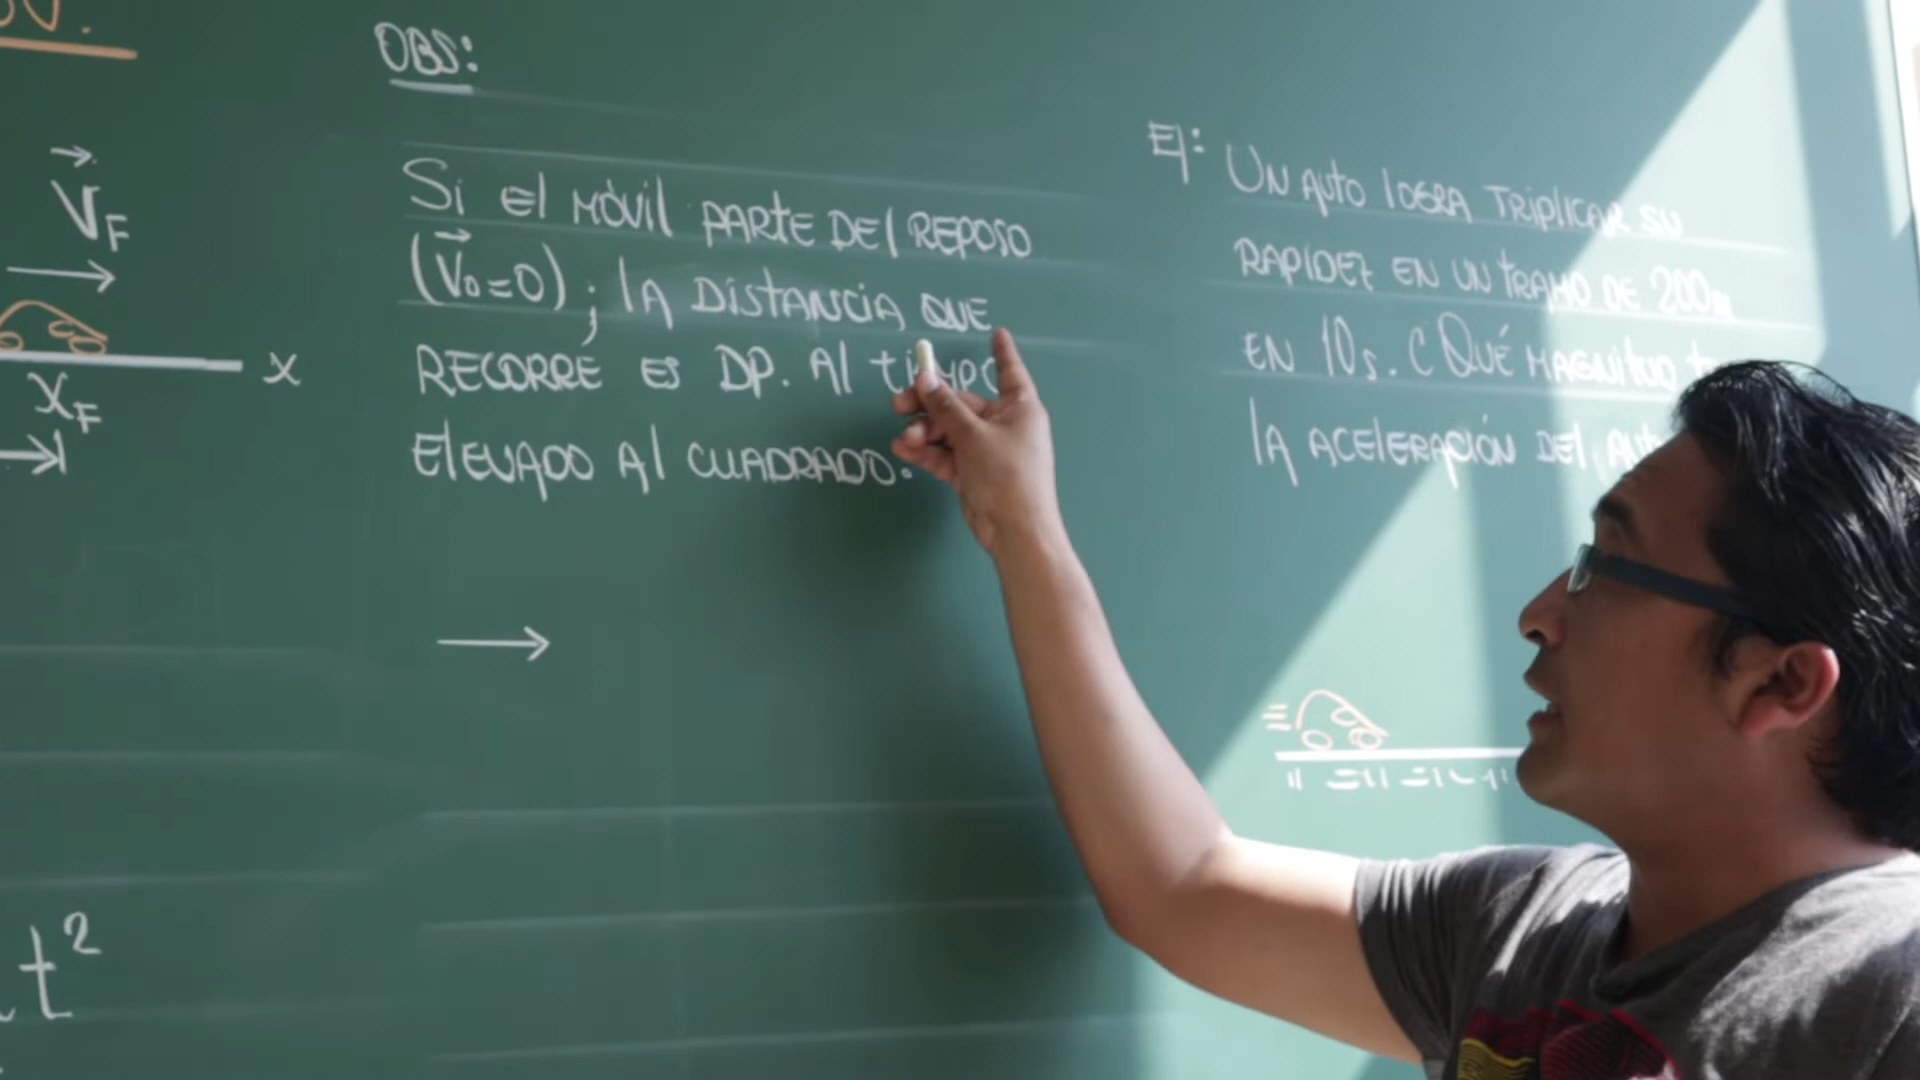 OBS:
Si El MÓVIL PARTE DEL REPOSO
(V₀=0); LA DISTANCIA QUE
RECORRE ES DP. Al tiempo
ElEVADO Al CUADRADO.
V_F
x
x_F
t²
EJ: UN AUTO LOGRA TRIPLICAR SU
RAPIDEZ EN UN TRAMO DE 200m
EN 10s. ¿QUÉ MAGNITUD
LA ACELERACIÓN DEL